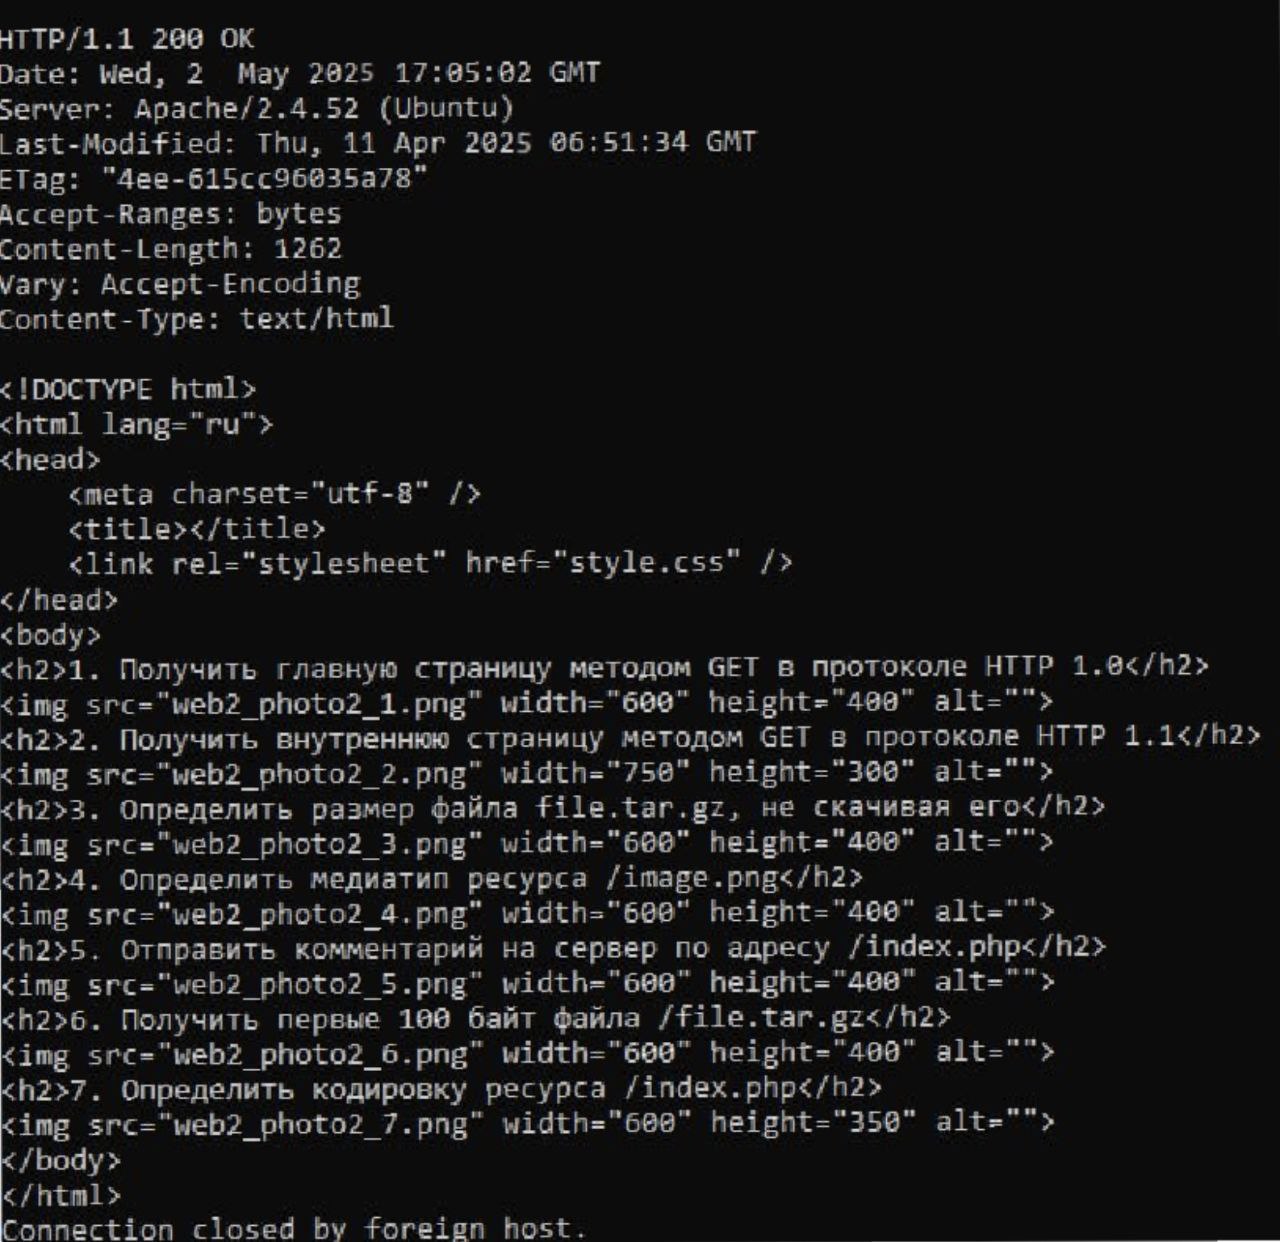 HTTP/1.1 200 OK
Date: Wed, 2  May 2025 17:05:02 GMT
Server: Apache/2.4.52 (Ubuntu)
Last-Modified: Thu, 11 Apr 2025 06:51:34 GMT
ETag: "4ee-615cc96035a78"
Accept-Ranges: bytes
Content-Length: 1262
Vary: Accept-Encoding
Content-Type: text/html

<!DOCTYPE html>
<html lang="ru">
<head>
    <meta charset="utf-8" />
    <title></title>
    <link rel="stylesheet" href="style.css" />
</head>
<body>
<h2>1. Получить главную страницу методом GET в протоколе HTTP 1.0</h2>
<img src="web2_photo2_1.png" width="600" height="400" alt="">
<h2>2. Получить внутреннюю страницу методом GET в протоколе HTTP 1.1</h2>
<img src="web2_photo2_2.png" width="750" height="300" alt="">
<h2>3. Определить размер файла file.tar.gz, не скачивая его</h2>
<img src="web2_photo2_3.png" width="600" height="400" alt="">
<h2>4. Определить медиатип ресурса /image.png</h2>
<img src="web2_photo2_4.png" width="600" height="400" alt="">
<h2>5. Отправить комментарий на сервер по адресу /index.php</h2>
<img src="web2_photo2_5.png" width="600" height="400" alt="">
<h2>6. Получить первые 100 байт файла /file.tar.gz</h2>
<img src="web2_photo2_6.png" width="600" height="400" alt="">
<h2>7. Определить кодировку ресурса /index.php</h2>
<img src="web2_photo2_7.png" width="600" height="350" alt="">
</body>
</html>
Connection closed by foreign host.